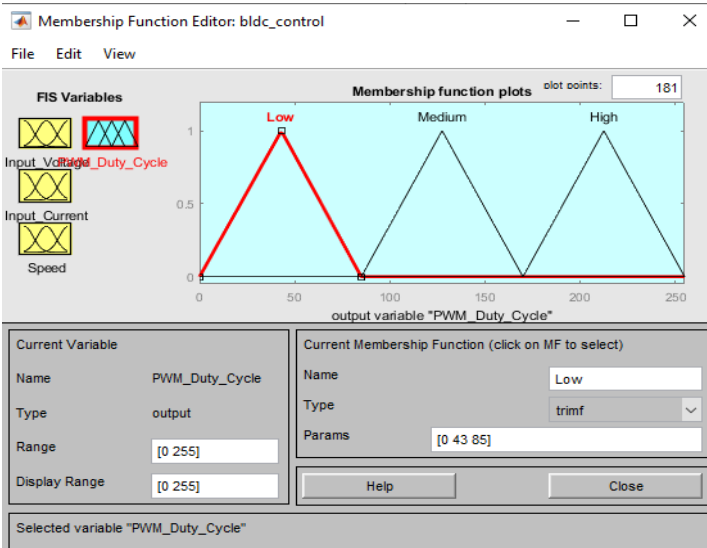 Membership Function Editor: bldc_control
File Edit View
FIS Variables
Membership function plots
plot points:
181
Input_Voltage
PWM_Duty_Cycle
Input_Current
Speed
Low
Medium
High
1
0.5
0
0 50 100 150 200 250
output variable "PWM_Duty_Cycle"
Current Variable
Name PWM_Duty_Cycle
Type output
Range [0 255]
Display Range [0 255]
Current Membership Function (click on MF to select)
Name Low
Type trimf
Params [0 43 85]
Help Close
Selected variable "PWM_Duty_Cycle"